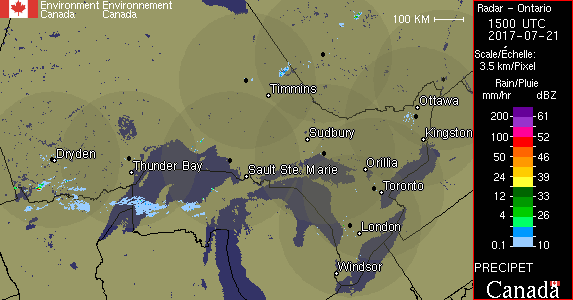 Environment Environnement
Canada Canada
100 KM
Timmins
Ottawa
Sudbury
Kingston
Dryden
Thunder Bay
Sault Ste. Marie
Orillia
Toronto
London
Windsor
Radar - Ontario
1500 UTC
2017-07-21
Scale/Échelle:
3.5 km/Pixel
Rain/Pluie
mm/hr dBZ
200 61
100 52
50 46
24 39
12 33
4 26
0.1 10
PRECIPET
Canada